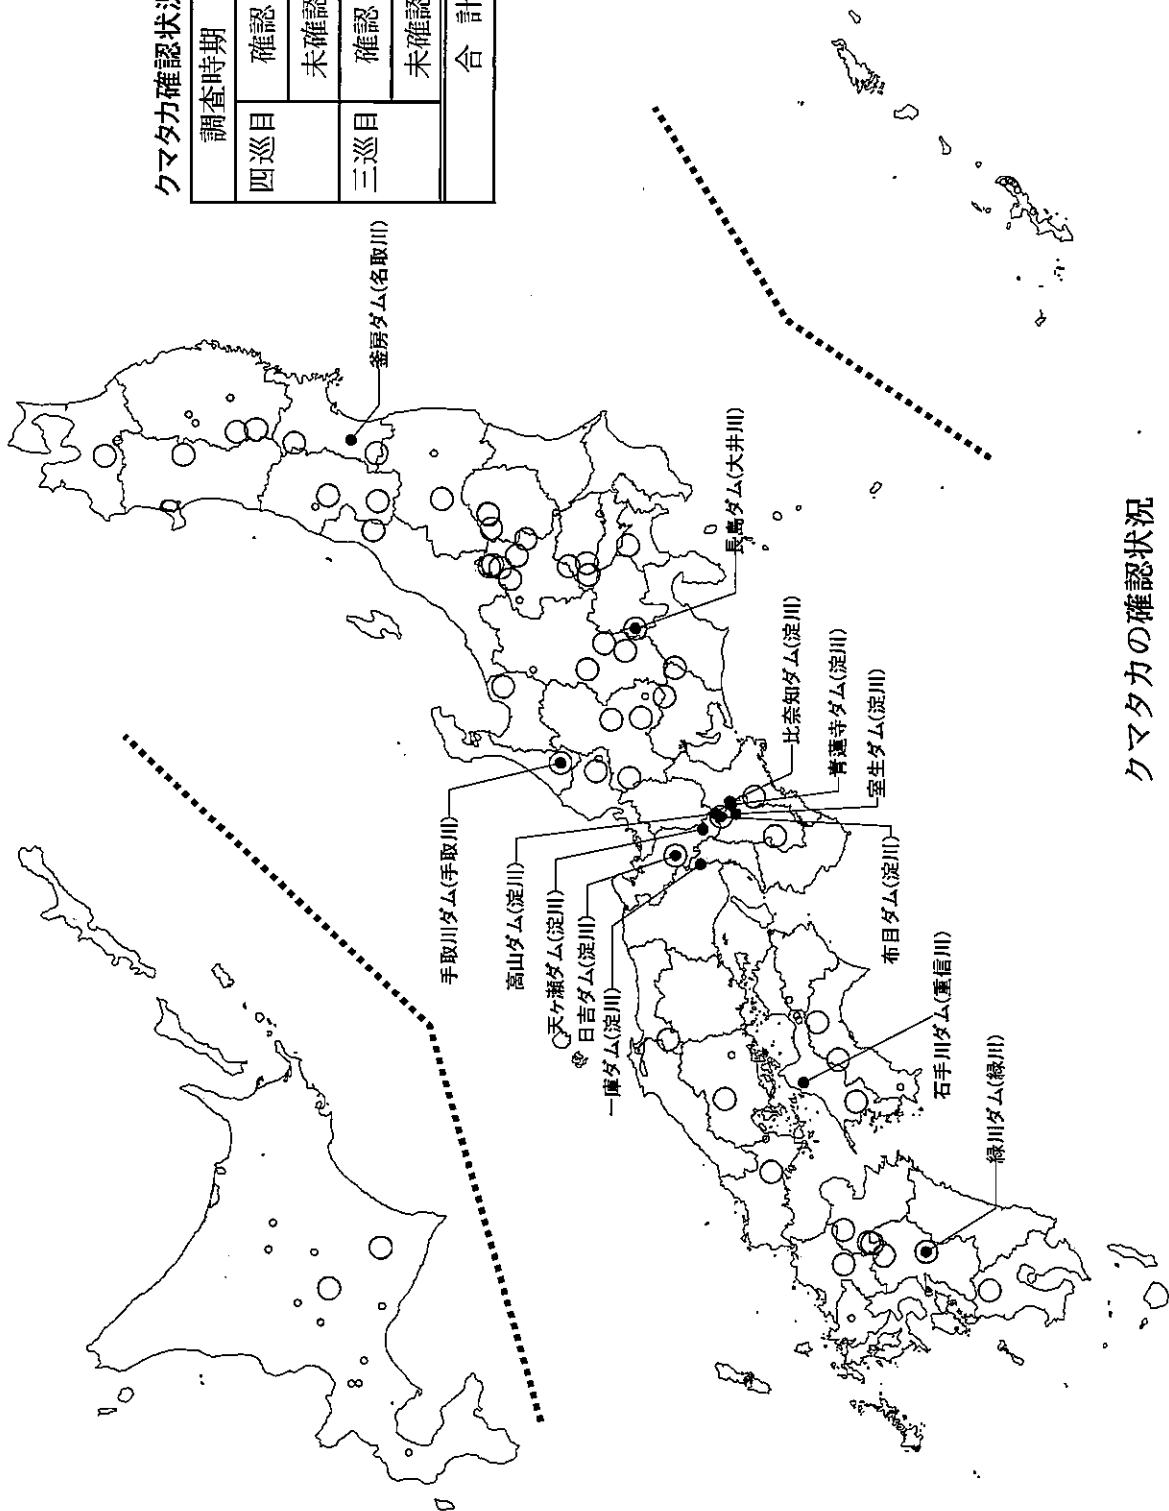 クマタカ確認状況
調査時期
四巡目
確認
未確認
三巡目
確認
未確認
合 計
釜房ダム(名取川)
長島ダム(大井川)
比奈知ダム(淀川)
青蓮寺ダム(淀川)
室生ダム(淀川)
布目ダム(淀川)
手取川ダム(手取川)
高山ダム(淀川)
天ヶ瀬ダム(淀川)
日吉ダム(淀川)
一庫ダム(淀川)
石手川ダム(重信川)
緑川ダム(緑川)
クマタカの確認状況